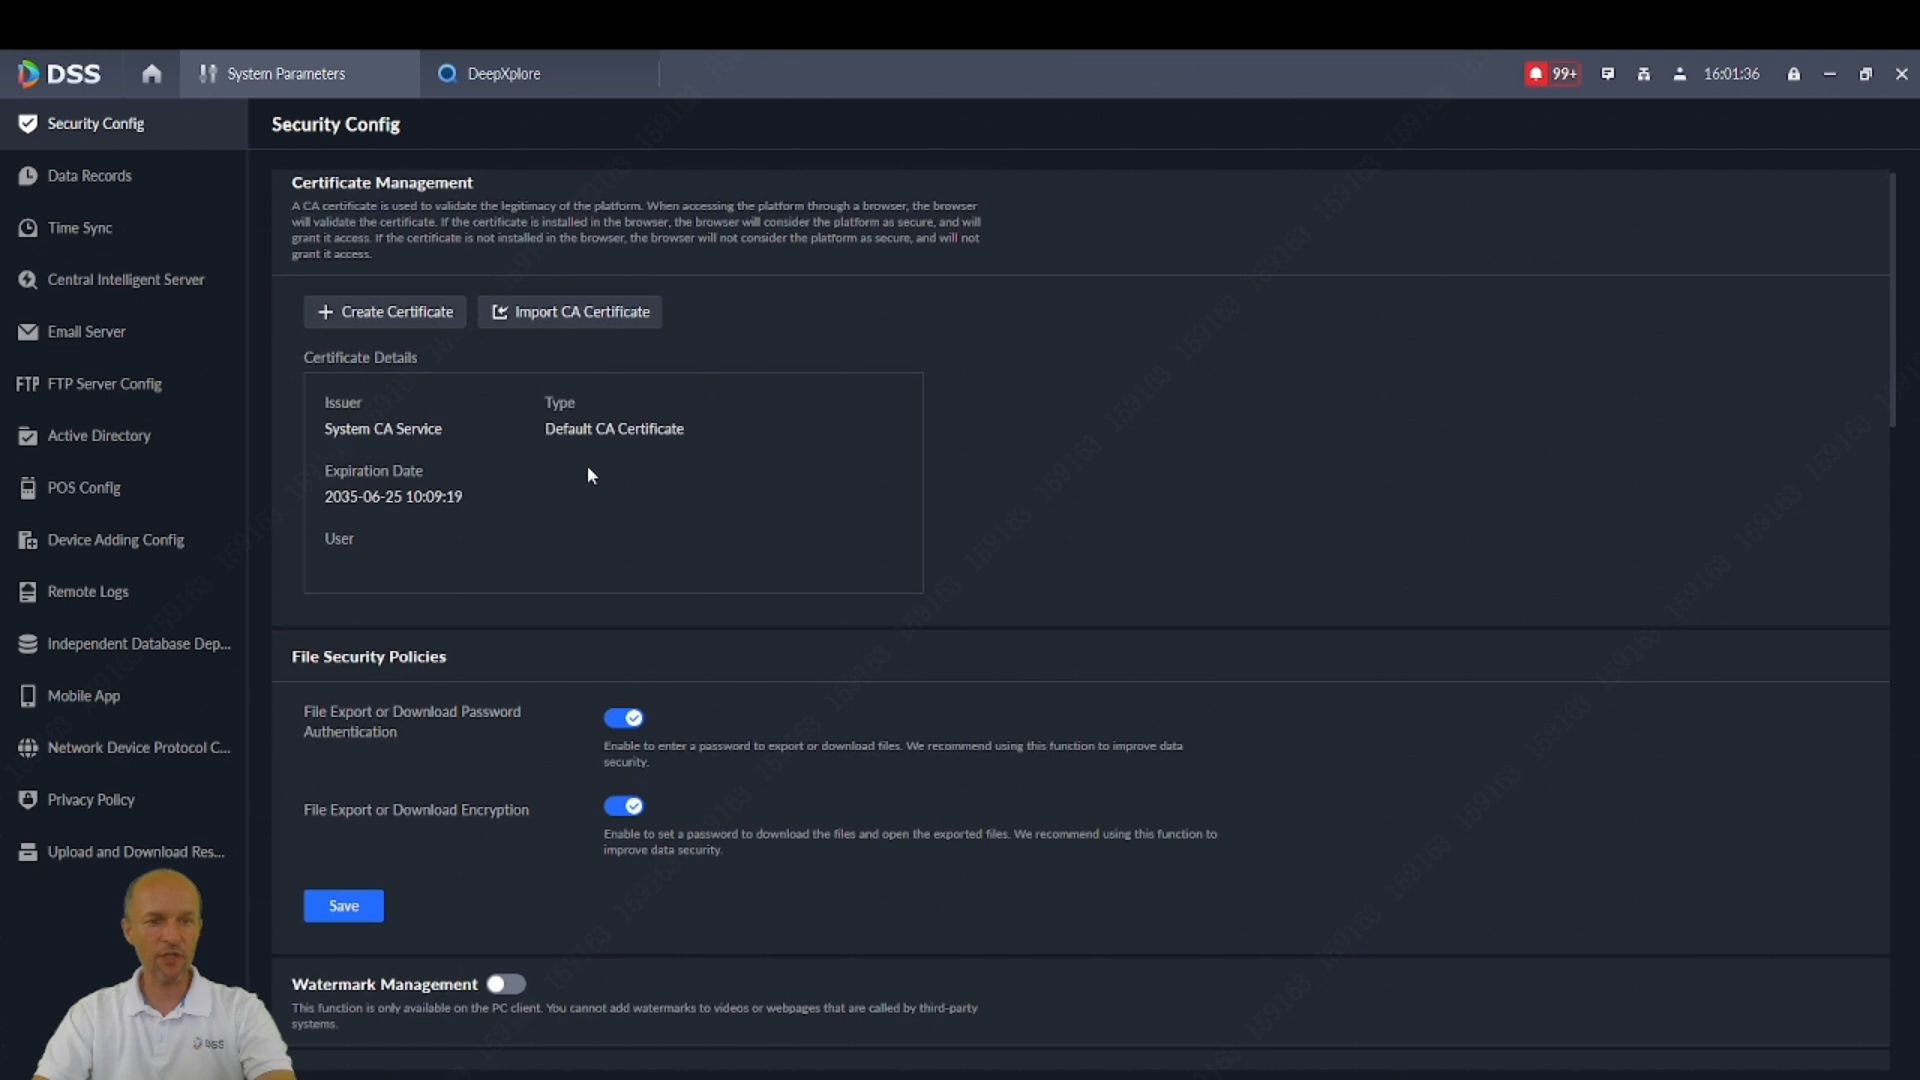 DSS
System Parameters
DeepXplore
99+
16:01:36
Security Config
Data Records
Time Sync
Central Intelligent Server
Email Server
FTP FTP Server Config
Active Directory
POS Config
Device Adding Config
Remote Logs
Independent Database Dep...
Mobile App
Network Device Protocol C...
Privacy Policy
Upload and Download Res...
Security Config
Certificate Management
A CA certificate is used to validate the legitimacy of the platform. When accessing the platform through a browser, the browser
will validate the certificate. If the certificate is installed in the browser, the browser will consider the platform as secure, and will
grant it access. If the certificate is not installed in the browser, the browser will not consider the platform as secure, and will not
grant it access.
+ Create Certificate
Import CA Certificate
Certificate Details
Issuer
Type
System CA Service
Default CA Certificate
Expiration Date
2035-06-25 10:09:19
User
File Security Policies
File Export or Download Password
Authentication
Enable to enter a password to export or download files. We recommend using this function to improve data
security.
File Export or Download Encryption
Enable to set a password to download the files and open the exported files. We recommend using this function to
improve data security.
Save
Watermark Management
This function is only available on the PC client. You cannot add watermarks to videos or webpages that are called by third-party
systems.
DSS
159163